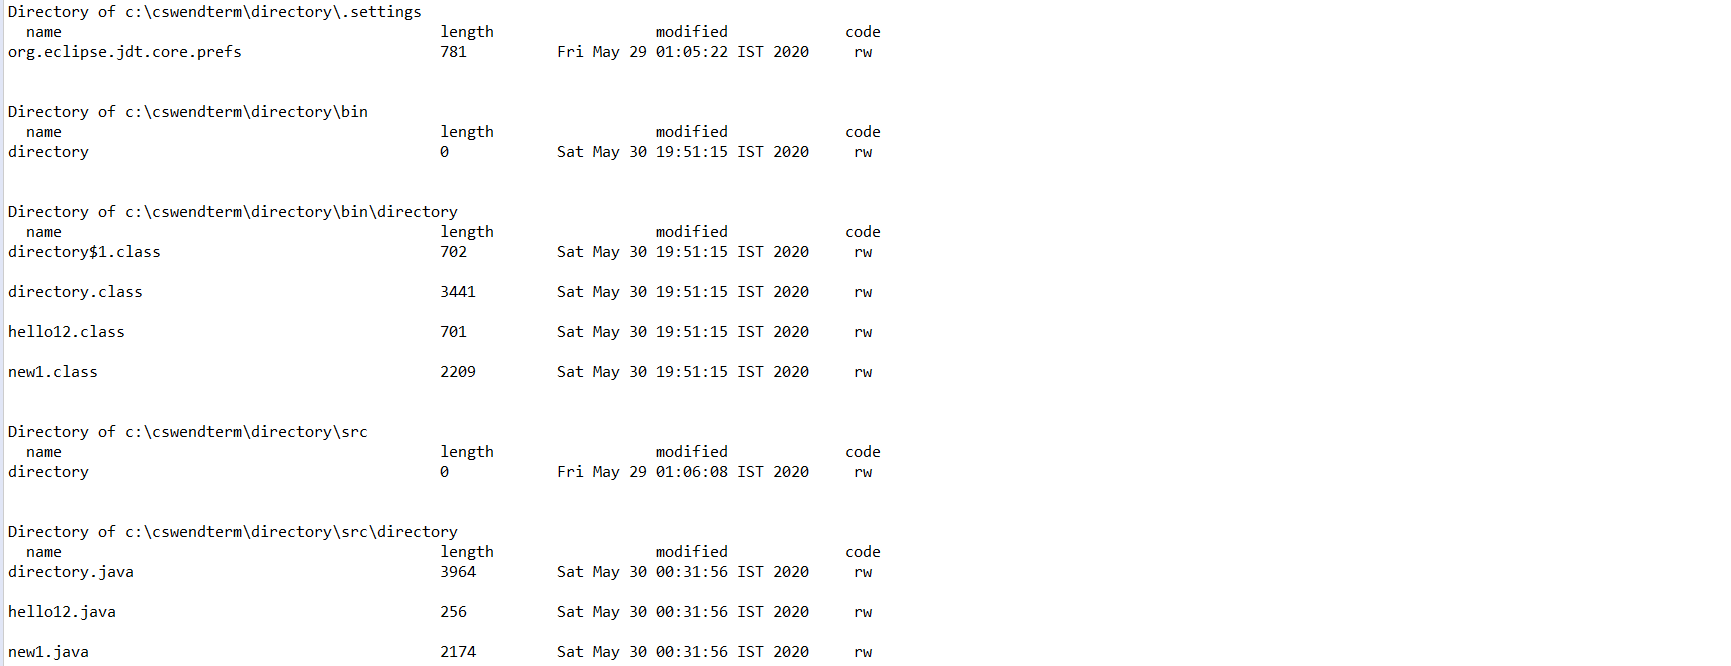 Directory of c:\cswendterm\directory\.settings
name length modified code
org.eclipse.jdt.core.prefs 781 Fri May 29 01:05:22 IST 2020 rw
Directory of c:\cswendterm\directory\bin
name length modified code
directory 0 Sat May 30 19:51:15 IST 2020 rw
Directory of c:\cswendterm\directory\bin\directory
name length modified code
directory$1.class 702 Sat May 30 19:51:15 IST 2020 rw
directory.class 3441 Sat May 30 19:51:15 IST 2020 rw
hello12.class 701 Sat May 30 19:51:15 IST 2020 rw
new1.class 2209 Sat May 30 19:51:15 IST 2020 rw
Directory of c:\cswendterm\directory\src
name length modified code
directory 0 Fri May 29 01:06:08 IST 2020 rw
Directory of c:\cswendterm\directory\src\directory
name length modified code
directory.java 3964 Sat May 30 00:31:56 IST 2020 rw
hello12.java 256 Sat May 30 00:31:56 IST 2020 rw
new1.java 2174 Sat May 30 00:31:56 IST 2020 rw